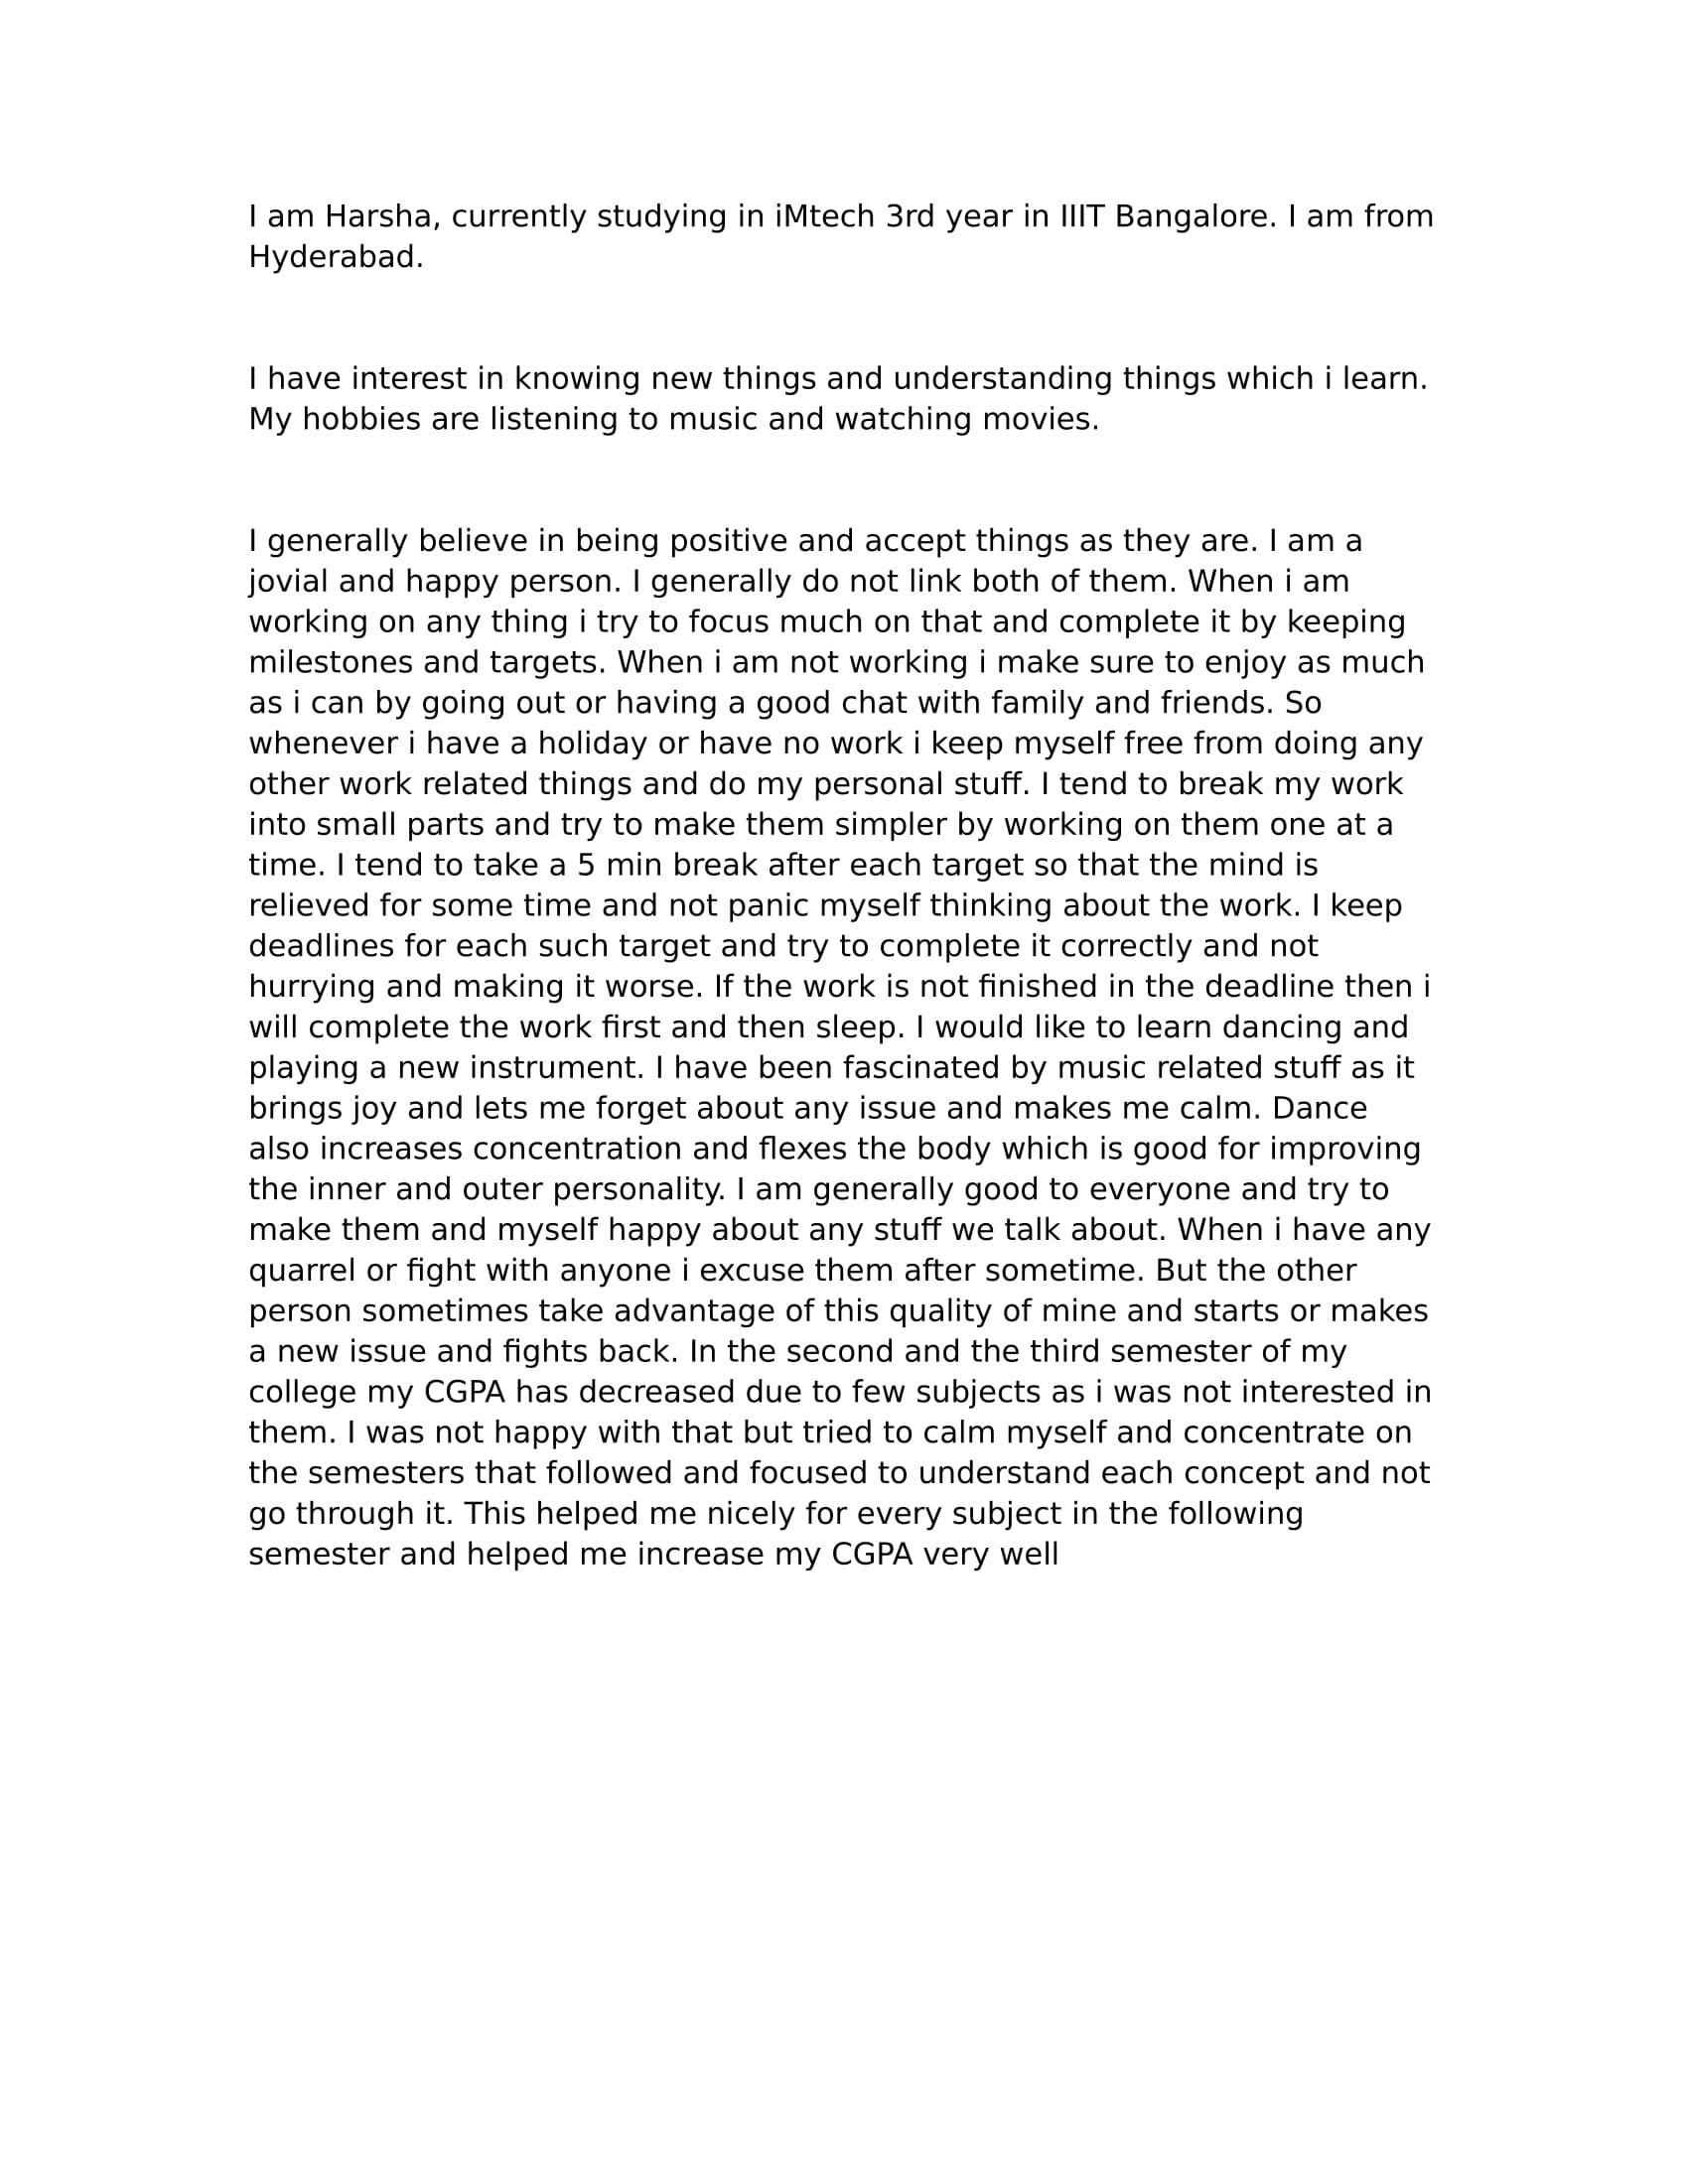 I am Harsha, currently studying in iMtech 3rd year in IIIT Bangalore. I am from
Hyderabad.
I have interest in knowing new things and understanding things which i learn.
My hobbies are listening to music and watching movies.
I generally believe in being positive and accept things as they are. I am a
jovial and happy person. I generally do not link both of them. When i am
working on any thing i try to focus much on that and complete it by keeping
milestones and targets. When i am not working i make sure to enjoy as much
as i can by going out or having a good chat with family and friends. So
whenever i have a holiday or have no work i keep myself free from doing any
other work related things and do my personal stuff. I tend to break my work
into small parts and try to make them simpler by working on them one at a
time. I tend to take a 5 min break after each target so that the mind is
relieved for some time and not panic myself thinking about the work. I keep
deadlines for each such target and try to complete it correctly and not
hurrying and making it worse. If the work is not finished in the deadline then i
will complete the work first and then sleep. I would like to learn dancing and
playing a new instrument. I have been fascinated by music related stuff as it
brings joy and lets me forget about any issue and makes me calm. Dance
also increases concentration and flexes the body which is good for improving
the inner and outer personality. I am generally good to everyone and try to
make them and myself happy about any stuff we talk about. When i have any
quarrel or fight with anyone i excuse them after sometime. But the other
person sometimes take advantage of this quality of mine and starts or makes
a new issue and fights back. In the second and the third semester of my
college my CGPA has decreased due to few subjects as i was not interested in
them. I was not happy with that but tried to calm myself and concentrate on
the semesters that followed and focused to understand each concept and not
go through it. This helped me nicely for every subject in the following
semester and helped me increase my CGPA very well